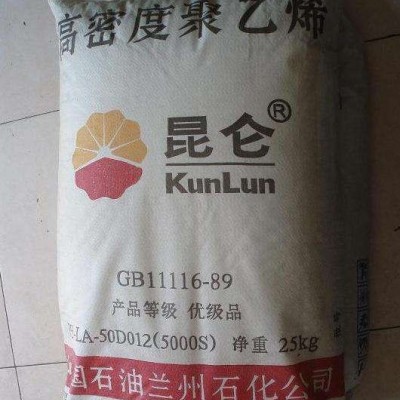 高密度聚乙烯
昆仑®
KunLun
GB11116-89
产品等级 优级品
-LA-50D012(5000S) 净重 25kg
中国石油兰州石化公司